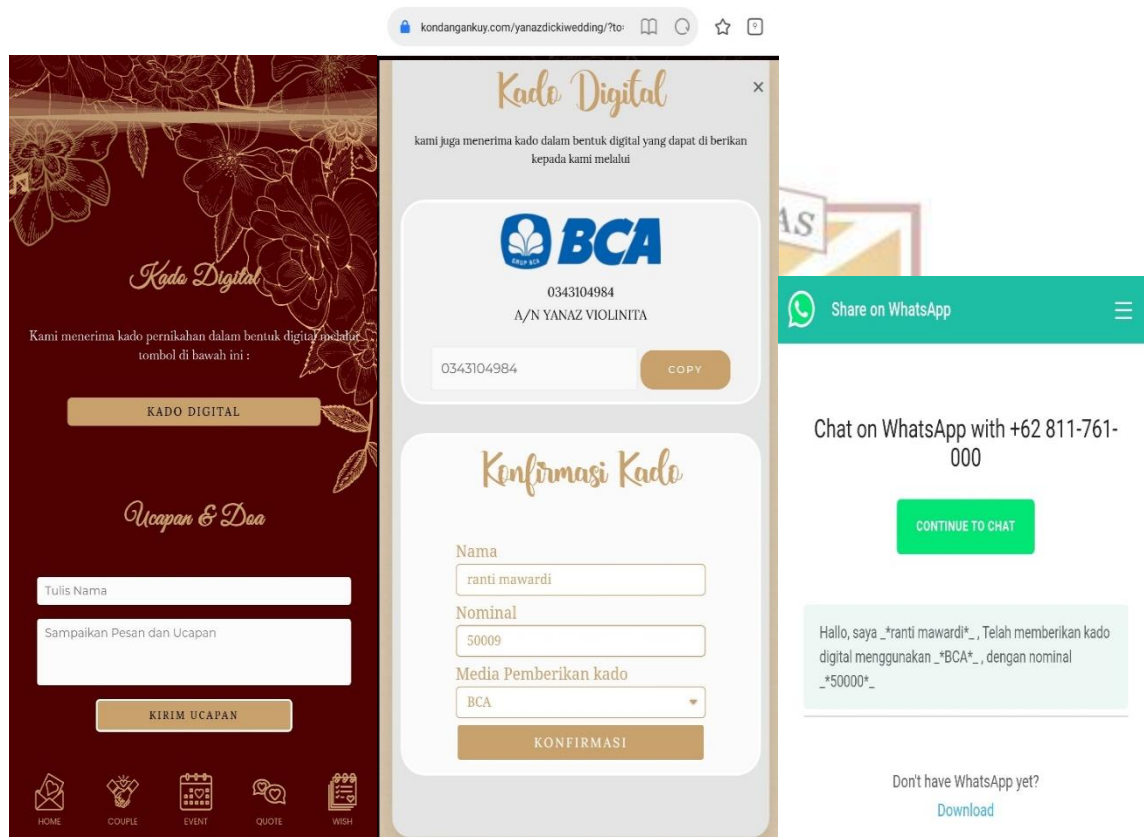 Kado Digital
Kami menerima kado pernikahan dalam bentuk digital melalui
tombol di bawah ini :
KADO DIGITAL
Ucapan & Doa
Tulis Nama
Sampaikan Pesan dan Ucapan
KIRIM UCAPAN
HOME
COUPLE
EVENT
QUOTE
WISH
kondangankuy.com/yanazdickiwedding/?to=
9
Kado Digital
kami juga menerima kado dalam bentuk digital yang dapat di berikan
kepada kami melalui
GRUP BCA
BCA
0343104984
A/N YANAZ VIOLINITA
0343104984
COPY
Konfirmasi Kado
Nama
ranti mawardi
Nominal
50009
Media Pemberikan kado
BCA
KONFIRMASI
AS
Share on WhatsApp
Chat on WhatsApp with +62 811-761-
000
CONTINUE TO CHAT
Hallo, saya _*ranti mawardi*_ , Telah memberikan kado
digital menggunakan _*BCA*_ , dengan nominal
_*50000*_
Don't have WhatsApp yet?
Download